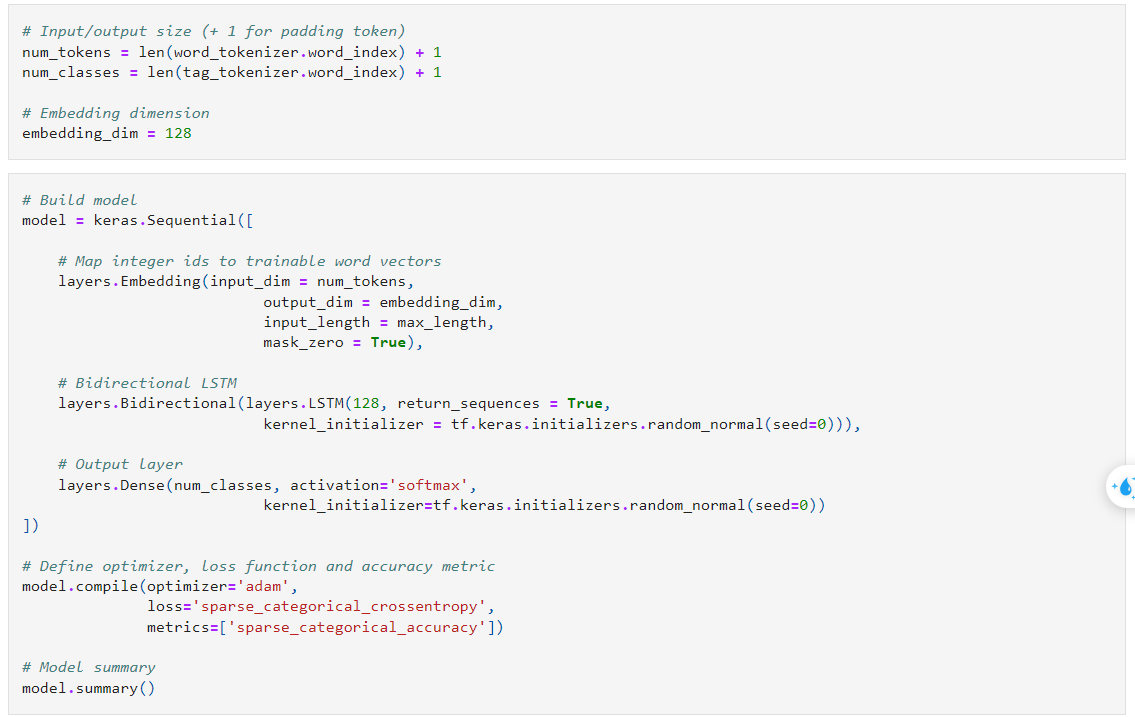 # Input/output size (+ 1 for padding token)
num_tokens = len(word_tokenizer.word_index) + 1
num_classes = len(tag_tokenizer.word_index) + 1
# Embedding dimension
embedding_dim = 128
# Build model
model = keras.Sequential([
    # Map integer ids to trainable word vectors
    layers.Embedding(input_dim = num_tokens,
                           output_dim = embedding_dim,
                           input_length = max_length,
                           mask_zero = True),
    # Bidirectional LSTM
    layers.Bidirectional(layers.LSTM(128, return_sequences = True,
                           kernel_initializer = tf.keras.initializers.random_normal(seed=0))),
    # Output layer
    layers.Dense(num_classes, activation='softmax',
                           kernel_initializer=tf.keras.initializers.random_normal(seed=0))
])
# Define optimizer, loss function and accuracy metric
model.compile(optimizer='adam',
              loss='sparse_categorical_crossentropy',
              metrics=['sparse_categorical_accuracy'])
# Model summary
model.summary()